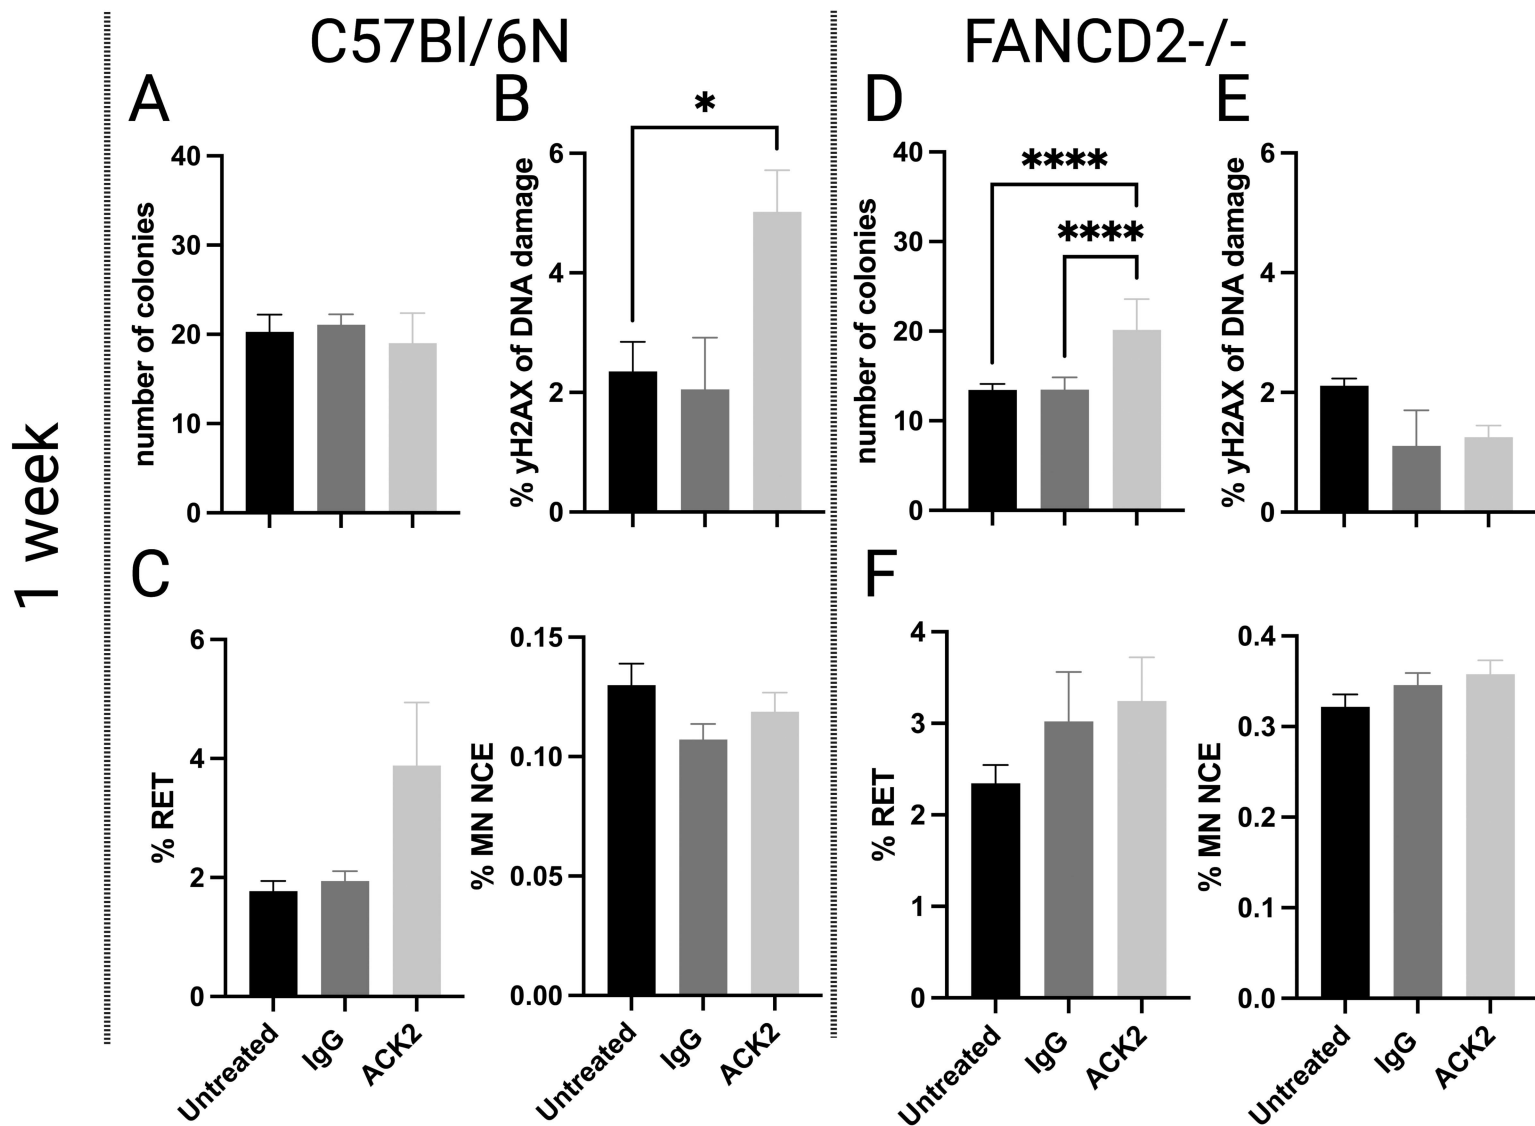 C57Bl/6N
FANCD2-/-
1 week
A
number of colonies
40
30
20
10
0
B
*
% yH2AX of DNA damage
6
4
2
0
D
****
****
number of colonies
40
30
20
10
0
E
% yH2AX of DNA damage
6
4
2
0
C
% RET
6
4
2
0
Untreated
IgG
ACK2
% MN NCE
0.15
0.10
0.05
0.00
Untreated
IgG
ACK2
F
% RET
4
3
2
1
0
Untreated
IgG
ACK2
% MN NCE
0.4
0.3
0.2
0.1
0.0
Untreated
IgG
ACK2